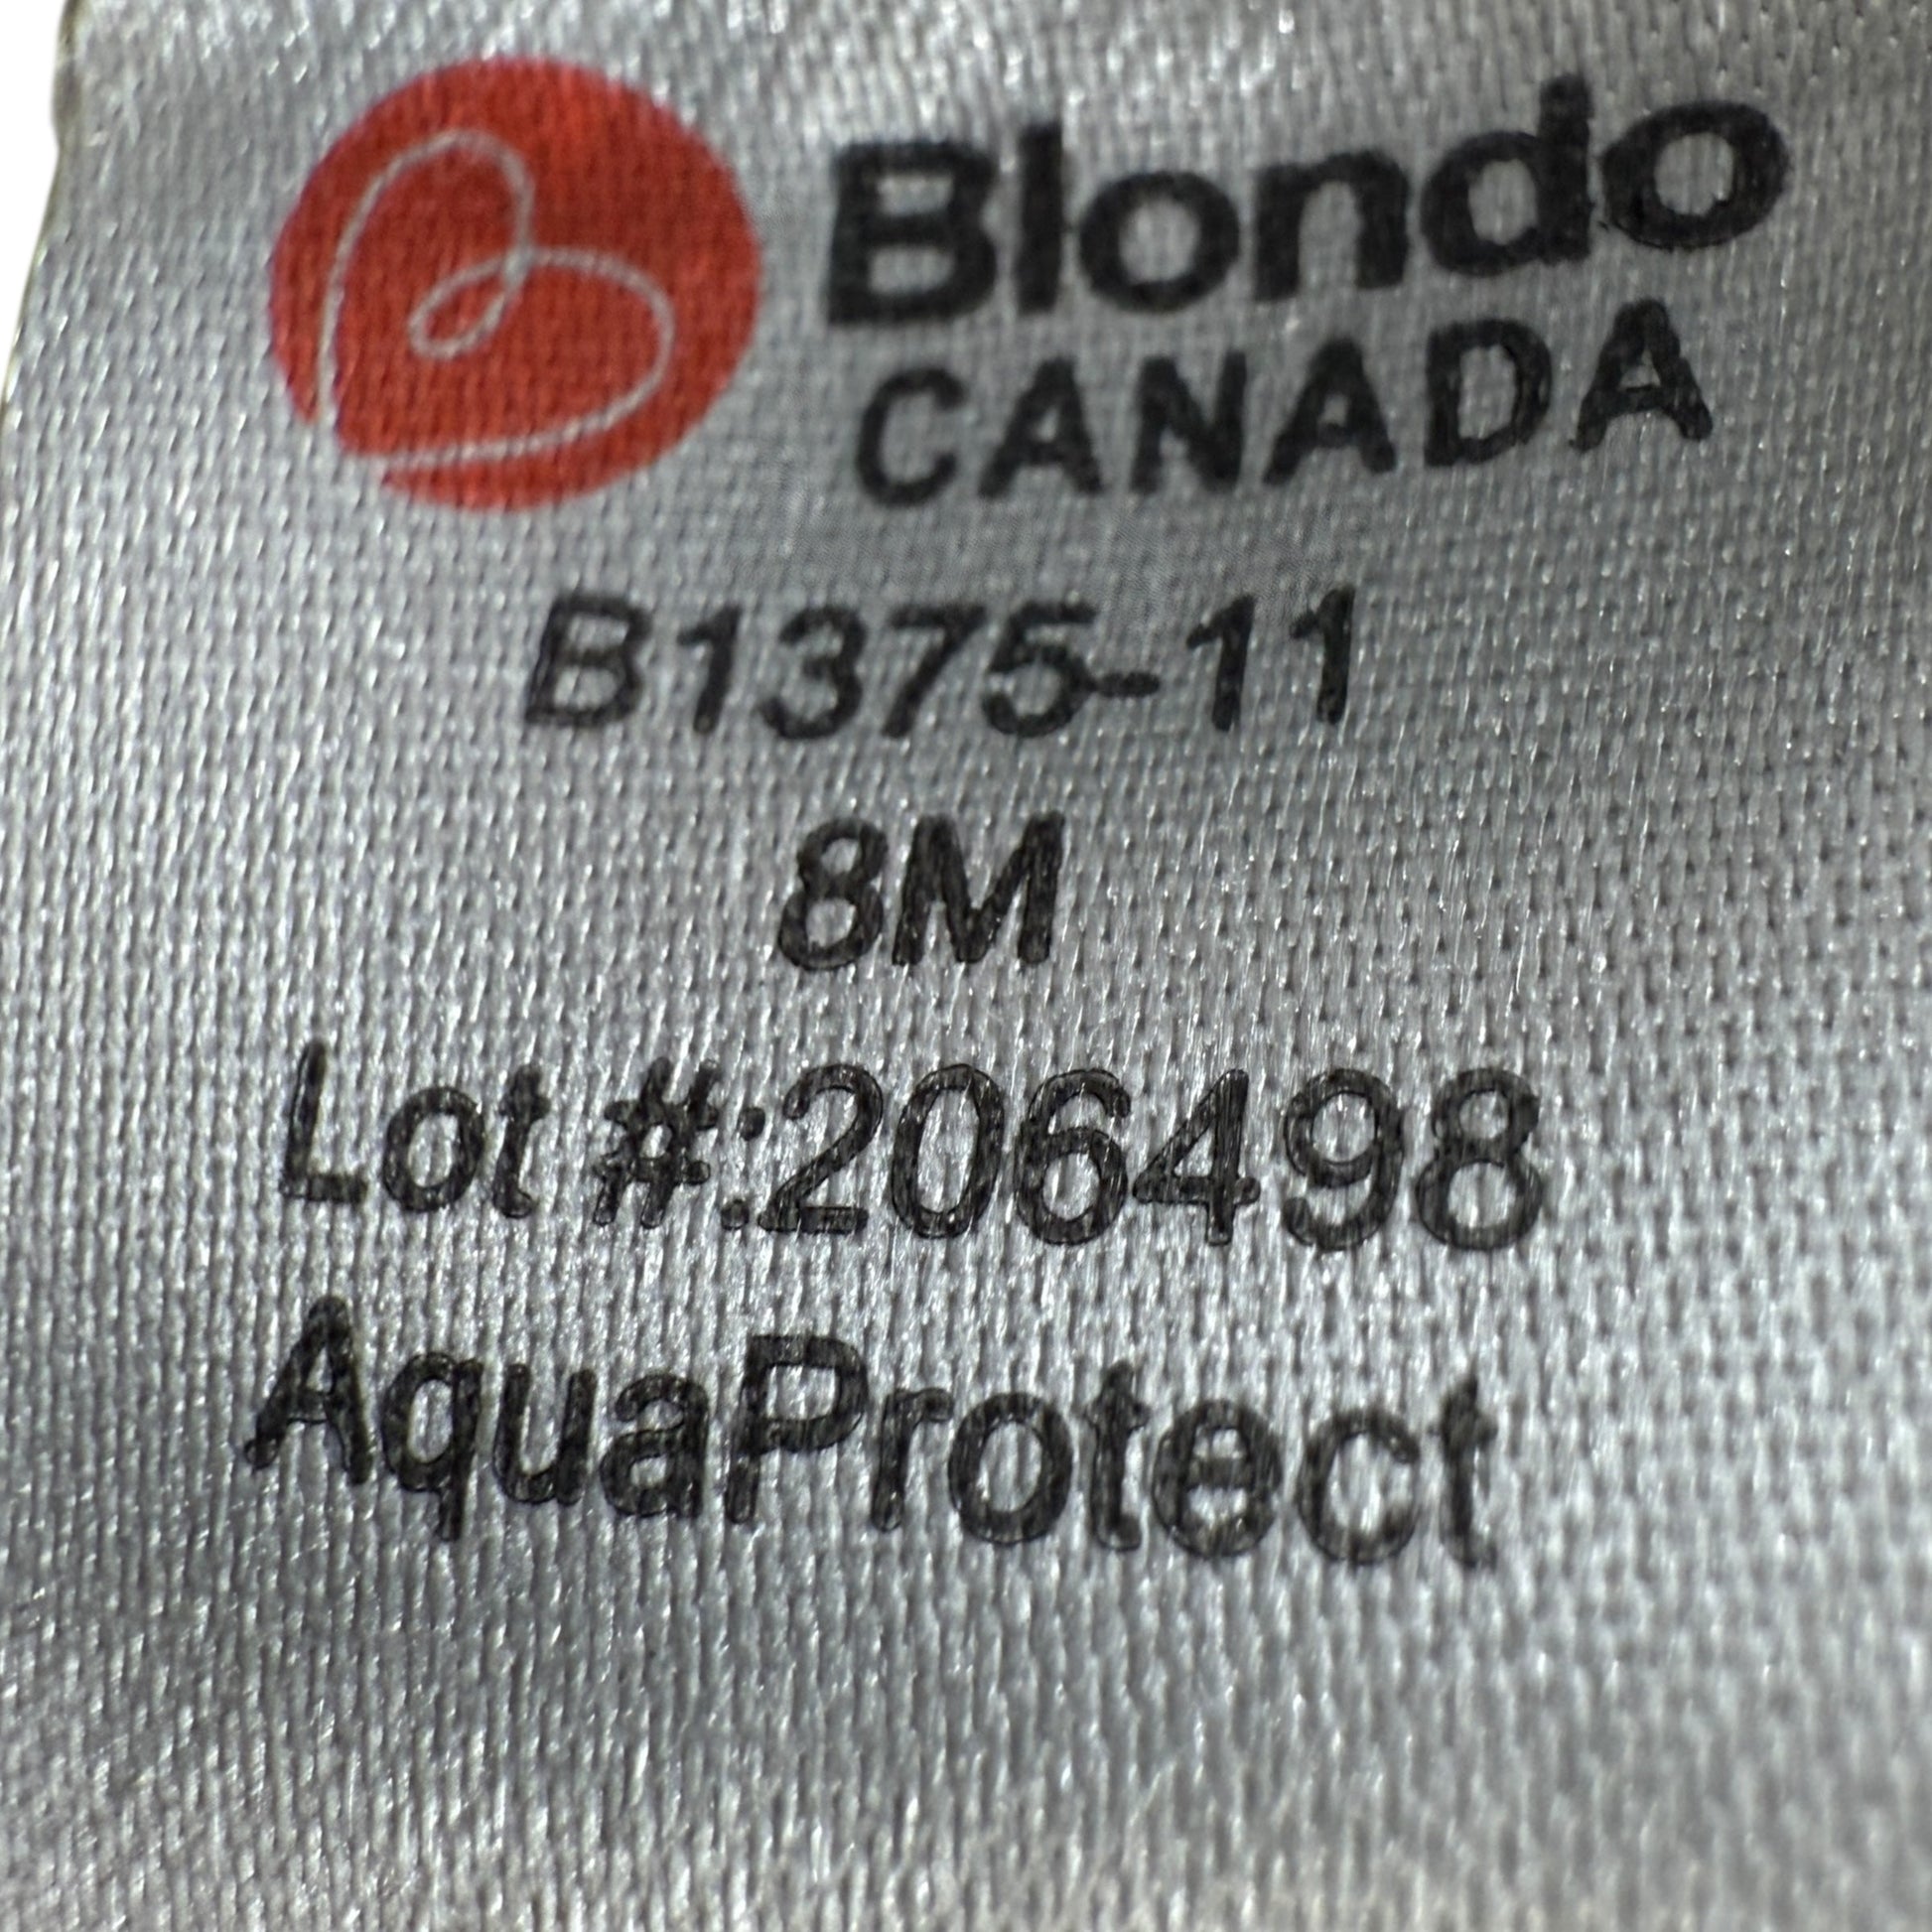 Blondo
CANADA
B1375-11
8M
Lot #:206498
AquaProtect